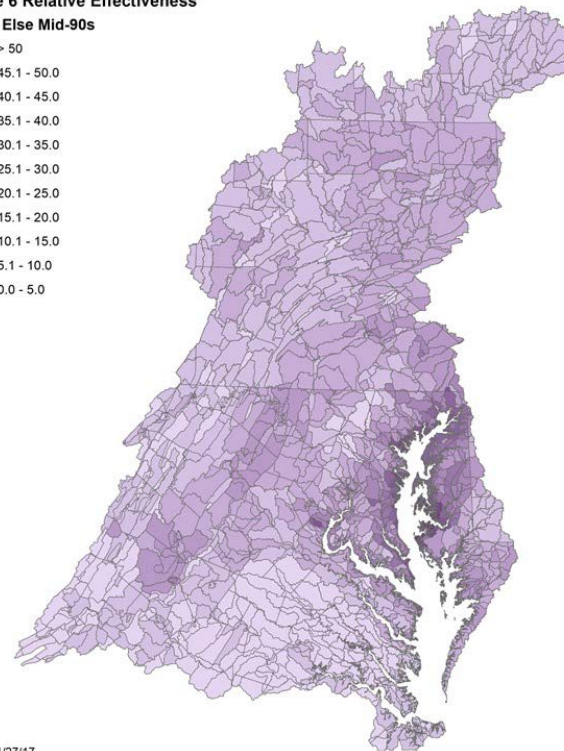 e 6 Relative Effectiveness
Else Mid-90s
> 50
45.1 - 50.0
40.1 - 45.0
35.1 - 40.0
30.1 - 35.0
25.1 - 30.0
20.1 - 25.0
15.1 - 20.0
10.1 - 15.0
5.1 - 10.0
0.0 - 5.0
/27/17